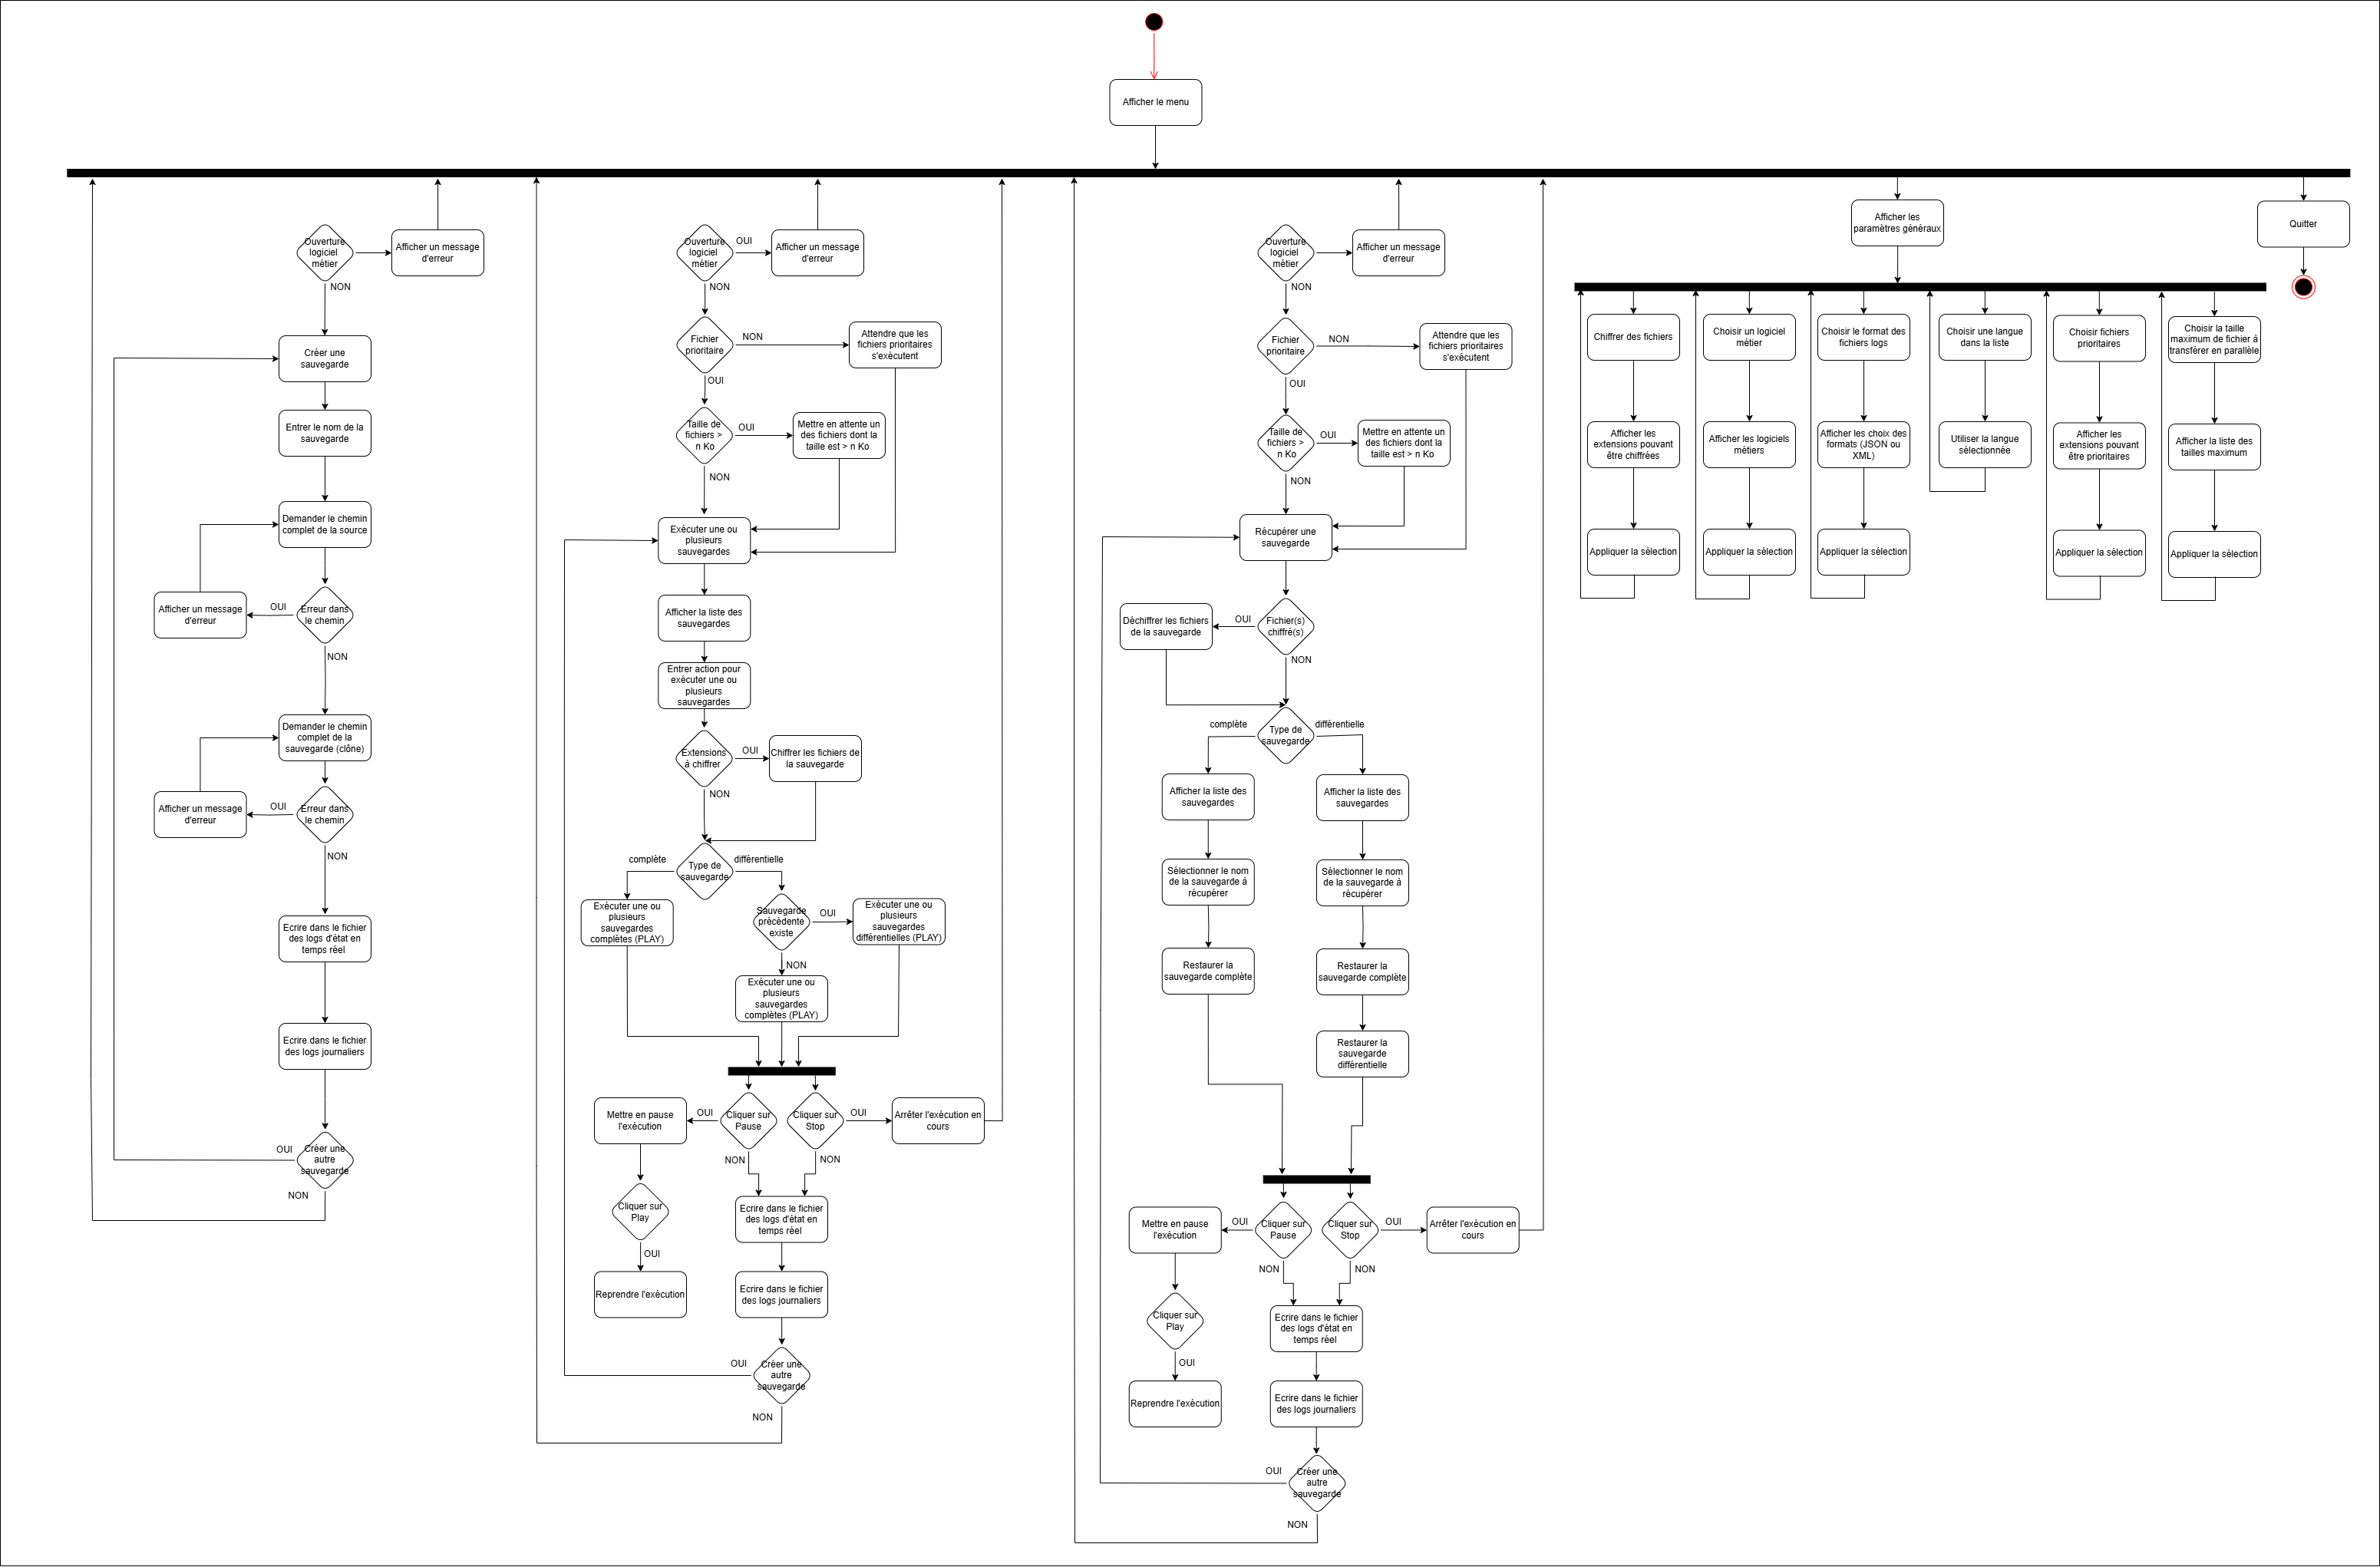 Afficher le menu
Ouverture
logiciel
métier
Afficher un message
d'erreur
NON
Créer une
sauvegarde
Entrer le nom de la
sauvegarde
Demander le chemin
complet de la source
Afficher un message
d'erreur
OUI
Erreur dans
le chemin
NON
Demander le chemin
complet de la
sauvegarde (clône)
Afficher un message
d'erreur
OUI
Erreur dans
le chemin
NON
Ecrire dans le fichier
des logs d'état en
temps réel
Ecrire dans le fichier
des logs journaliers
OUI
Créer une
autre
sauvegarde
NON
Ouverture
logiciel
métier
OUI
Afficher un message
d'erreur
NON
Fichier
prioritaire
NON
Attendre que les
fichiers prioritaires
s'exécutent
OUI
Taille de
fichiers >
n Ko
OUI
Mettre en attente un
des fichiers dont la
taille est > n Ko
NON
Exécuter une ou
plusieurs
sauvegardes
Afficher la liste des
sauvegardes
Entrer action pour
exécuter une ou
plusieurs
sauvegardes
Extensions
à chiffrer
OUI
Chiffrer les fichiers de
la sauvegarde
NON
complète
Type de
sauvegarde
différentielle
Exécuter une ou
plusieurs
sauvegardes
complètes (PLAY)
Sauvegarde
précédente
existe
OUI
Exécuter une ou
plusieurs
sauvegardes
différentielles (PLAY)
NON
Exécuter une ou
plusieurs
sauvegardes
complètes (PLAY)
Mettre en pause
l'exécution
OUI
Cliquer sur
Pause
Cliquer sur
Stop
OUI
Arrêter l'exécution en
cours
NON
NON
Cliquer sur
Play
OUI
Reprendre l'exécution
Ecrire dans le fichier
des logs d'état en
temps réel
Ecrire dans le fichier
des logs journaliers
OUI
Créer une
autre
sauvegarde
NON
Ouverture
logiciel
métier
Afficher un message
d'erreur
NON
Fichier
prioritaire
NON
Attendre que les
fichiers prioritaires
s'exécutent
OUI
Taille de
fichiers >
n Ko
OUI
Mettre en attente un
des fichiers dont la
taille est > n Ko
NON
Récupérer une
sauvegarde
Déchiffrer les fichiers
de la sauvegarde
OUI
Fichier(s)
chiffré(s)
NON
complète
Type de
sauvegarde
différentielle
Afficher la liste des
sauvegardes
Sélectionner le nom
de la sauvegarde à
récupérer
Restaurer la
sauvegarde complète
Afficher la liste des
sauvegardes
Sélectionner le nom
de la sauvegarde à
récupérer
Restaurer la
sauvegarde complète
Restaurer la
sauvegarde
différentielle
Mettre en pause
l'exécution
OUI
Cliquer sur
Pause
Cliquer sur
Stop
OUI
Arrêter l'exécution en
cours
NON
NON
Cliquer sur
Play
OUI
Reprendre l'exécution
Ecrire dans le fichier
des logs d'état en
temps réel
Ecrire dans le fichier
des logs journaliers
OUI
Créer une
autre
sauvegarde
NON
Afficher les
paramètres généraux
Chiffrer des fichiers
Afficher les
extensions pouvant
être chiffrées
Appliquer la sélection
Choisir un logiciel
métier
Afficher les logiciels
métiers
Appliquer la sélection
Choisir le format des
fichiers logs
Afficher les choix des
formats (JSON ou
XML)
Appliquer la sélection
Choisir une langue
dans la liste
Utiliser la langue
sélectionnée
Choisir fichiers
prioritaires
Afficher les
extensions pouvant
être prioritaires
Appliquer la sélection
Choisir la taille
maximum de fichier à
transférer en parallèle
Afficher la liste des
tailles maximum
Appliquer la sélection
Quitter